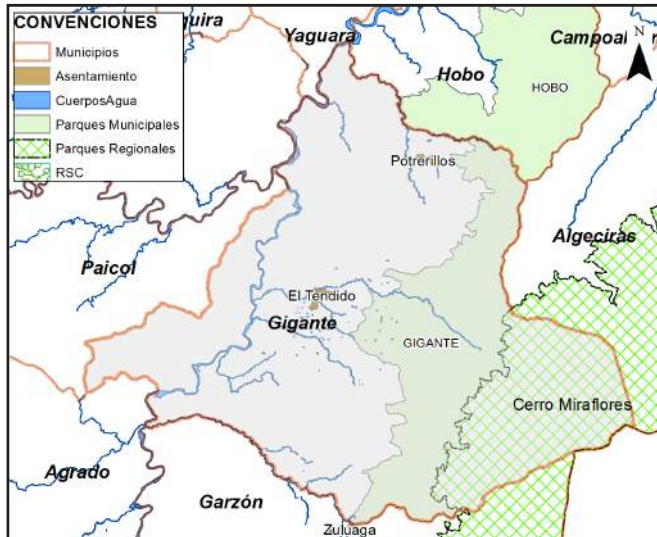 CONVENCIONES
Municipios
Asentamiento
CuerposAgua
Parques Municipales
Parques Regionales
RSC
Yaguara
Hobo
HOBO
N
Potrerillos
Algeciras
Paicol
El Tendido
Gigante
GIGANTE
Cerro Miraflores
Agrado
Garzón
Zuluaga